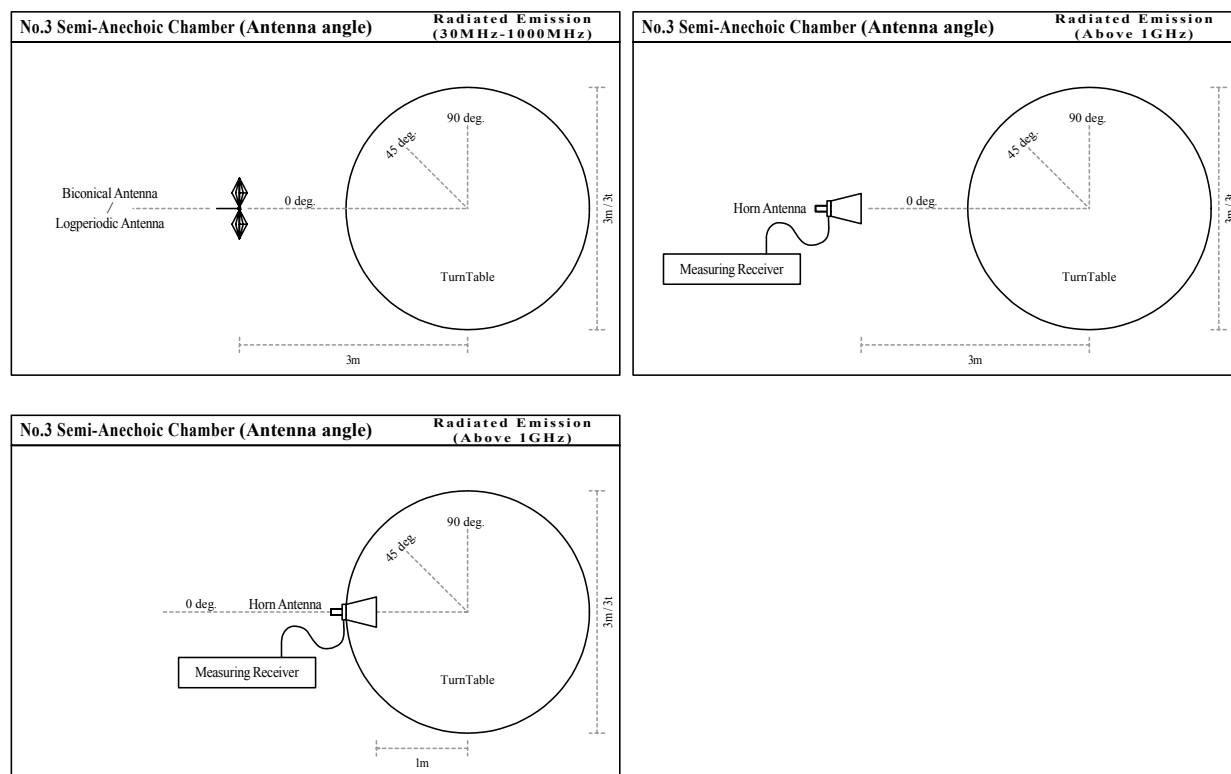 No.3 Semi-Anechoic Chamber (Antenna angle)
Radiated Emission
(30MHz-1000MHz)
90 deg.
45 deg.
Biconical Antenna
/
Logperiodic Antenna
0 deg.
3m / 3t
TurnTable
3m
No.3 Semi-Anechoic Chamber (Antenna angle)
Radiated Emission
(Above 1GHz)
90 deg.
45 deg.
Horn Antenna
0 deg.
3m / 3t
Measuring Receiver
TurnTable
3m
No.3 Semi-Anechoic Chamber (Antenna angle)
Radiated Emission
(Above 1GHz)
90 deg.
45 deg.
0 deg.
Horn Antenna
3m / 3t
Measuring Receiver
TurnTable
1m